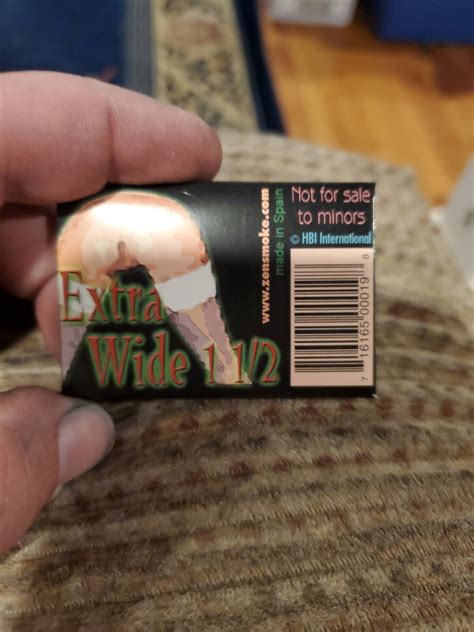 Extra
Wide 1 1/2
www.zensmoke.com
made in Spain
Not for sale
to minors
© HBI International
7 16165 00019 8